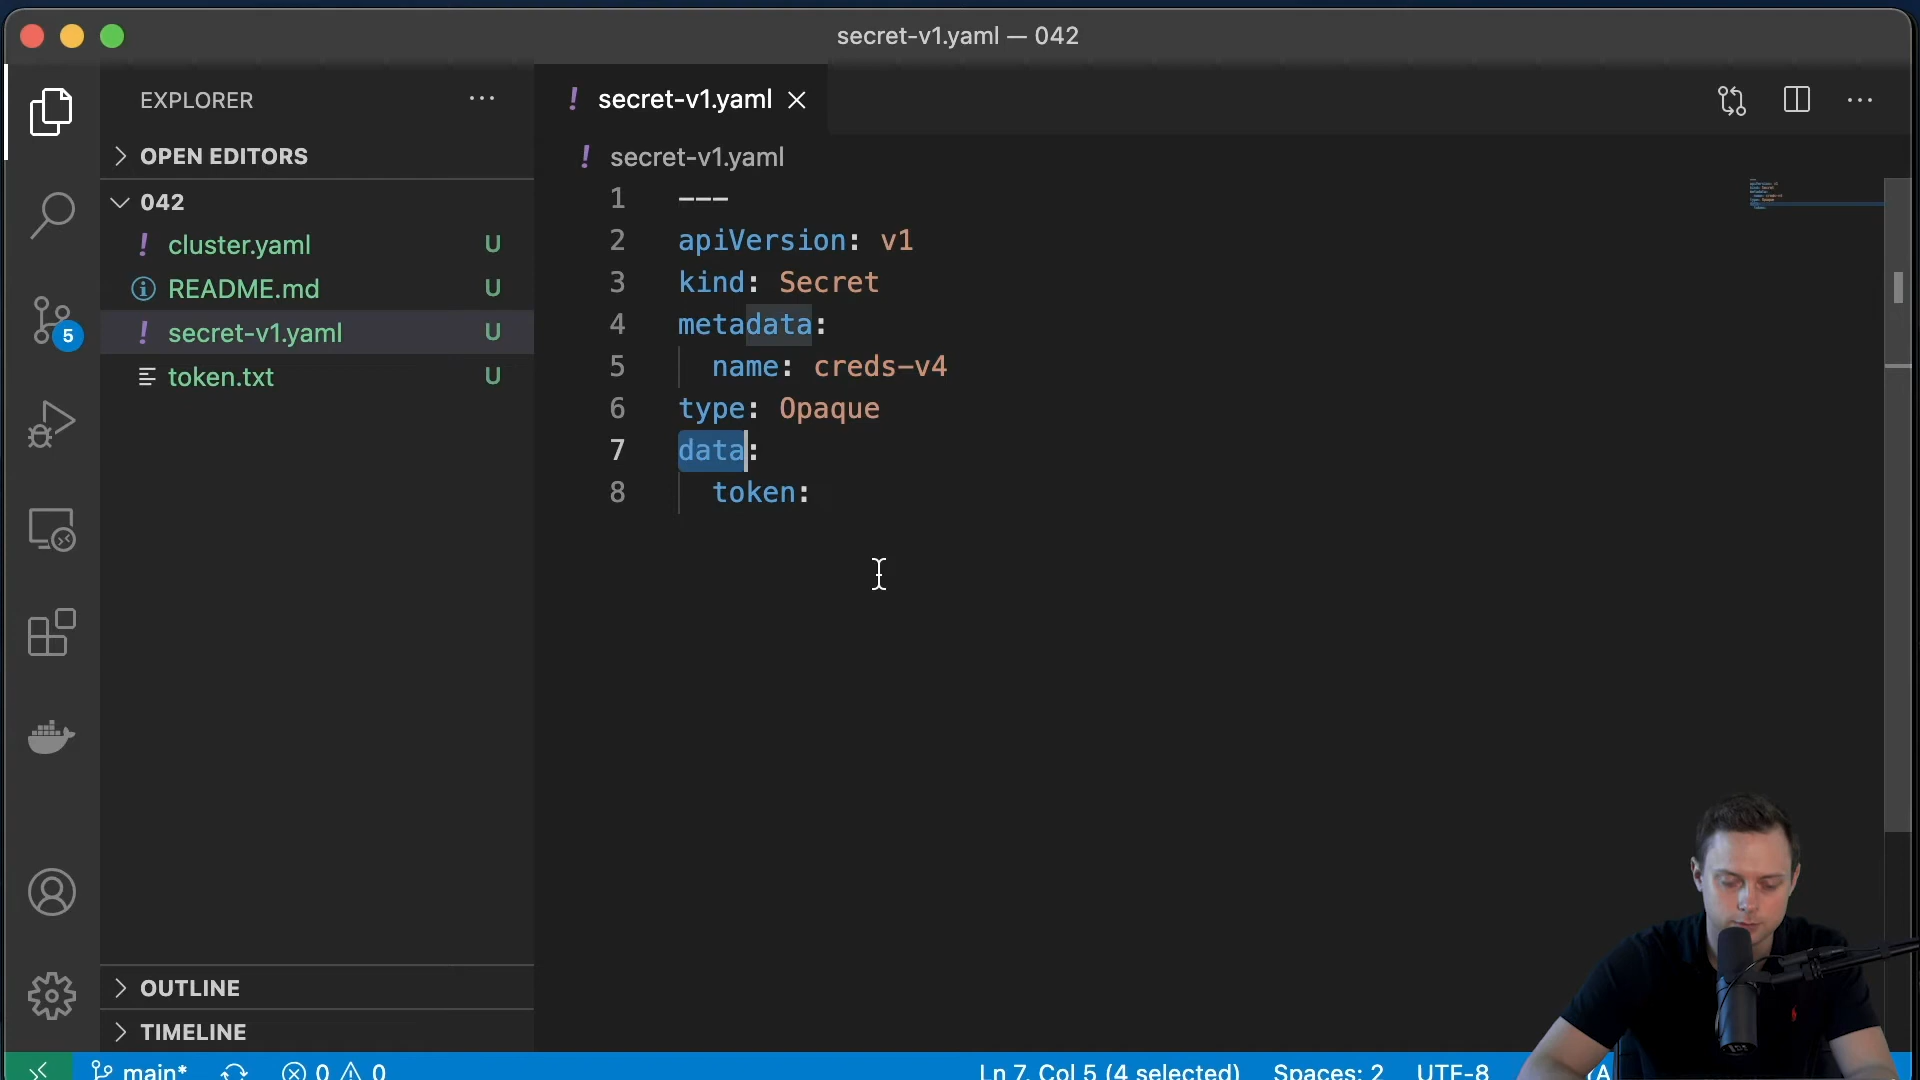 secret-v1.yaml — 042
EXPLORER
OPEN EDITORS
042
cluster.yaml U
README.md U
secret-v1.yaml U
token.txt U
OUTLINE
TIMELINE
5
secret-v1.yaml
secret-v1.yaml
1 ---
2 apiVersion: v1
3 kind: Secret
4 metadata:
5 name: creds-v4
6 type: Opaque
7 data:
8 token:
main* 0 0 Ln 7, Col 5 (4 selected) Spaces: 2 UTF-8